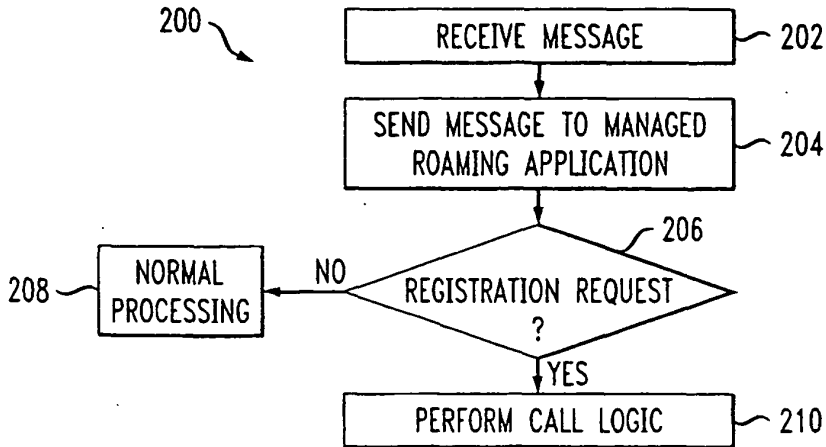 200
RECEIVE MESSAGE
202
SEND MESSAGE TO MANAGED
ROAMING APPLICATION
204
206
208
NORMAL
PROCESSING
NO
REGISTRATION REQUEST
?
YES
PERFORM CALL LOGIC
210